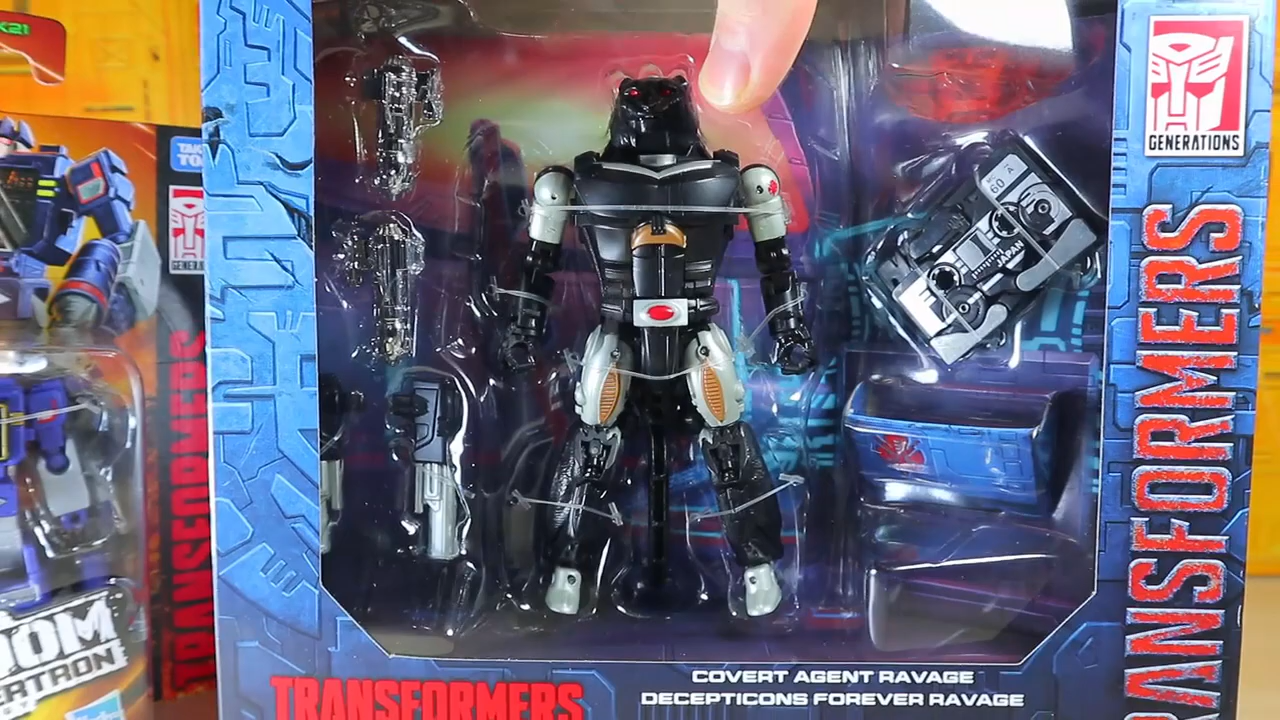 GENERATIONS
60 A
JAPAN
TRANSFORMERS
TRANSFORMERS
COVERT AGENT RAVAGE
DECEPTICONS FOREVER RAVAGE
TRANSFORMERS